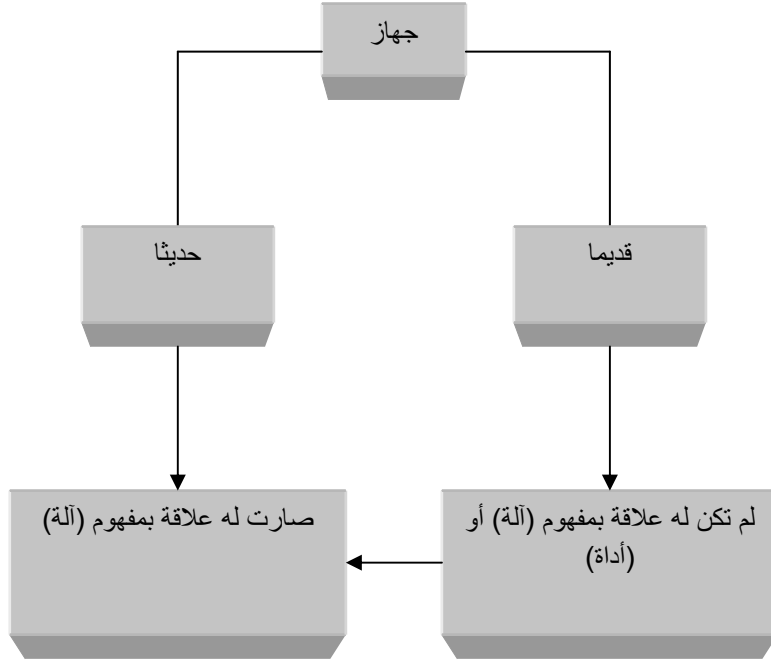 جهاز
قديما
حديثا
لم تكن له علاقة بمفهوم (آلة) أو
(أداة)
صارت له علاقة بمفهوم (آلة)